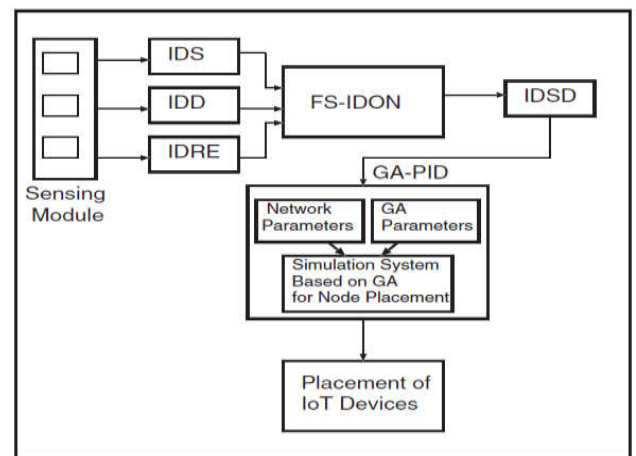 IDS
IDD
IDRE
Sensing
Module
FS-IDON
IDSD
GA-PID
Network
Parameters
GA
Parameters
Simulation System
Based on GA
for Node Placement
Placement of
IoT Devices